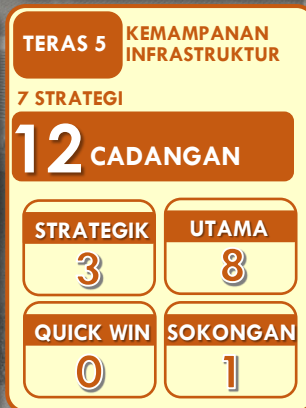 TERAS 5
KEMAMPANAN
INFRASTRUKTUR
7 STRATEGI
12 CADANGAN
STRATEGIK
3
UTAMA
8
QUICK WIN
0
SOKONGAN
1